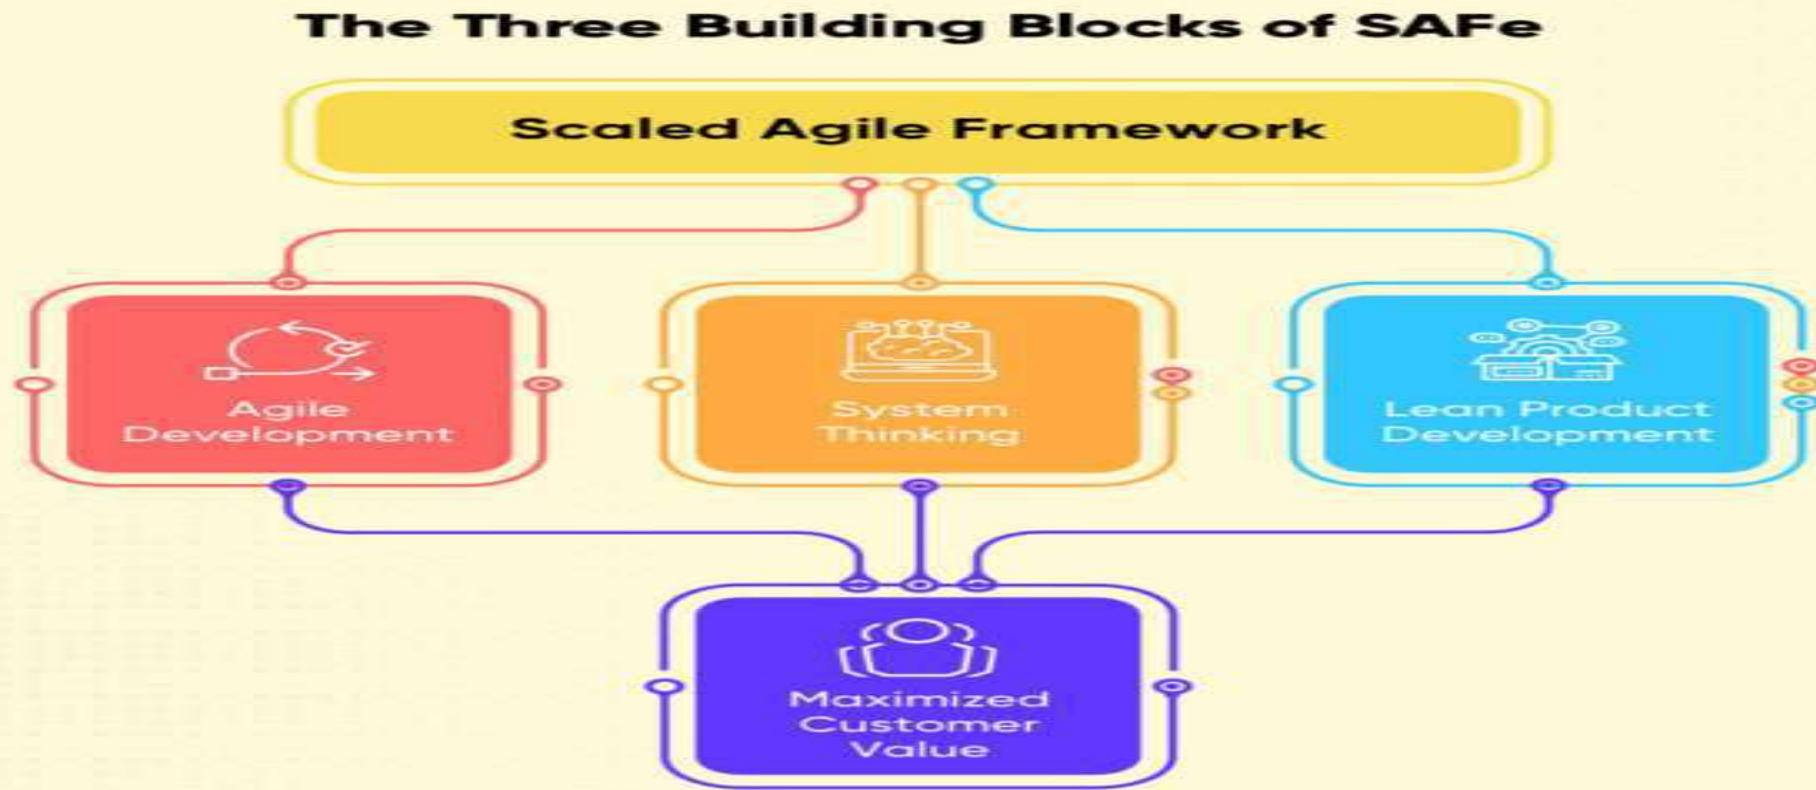 The Three Building Blocks of SAFe
Scaled Agile Framework
Agile
Development
System
Thinking
Lean Product
Development
Maximized
Customer
Value